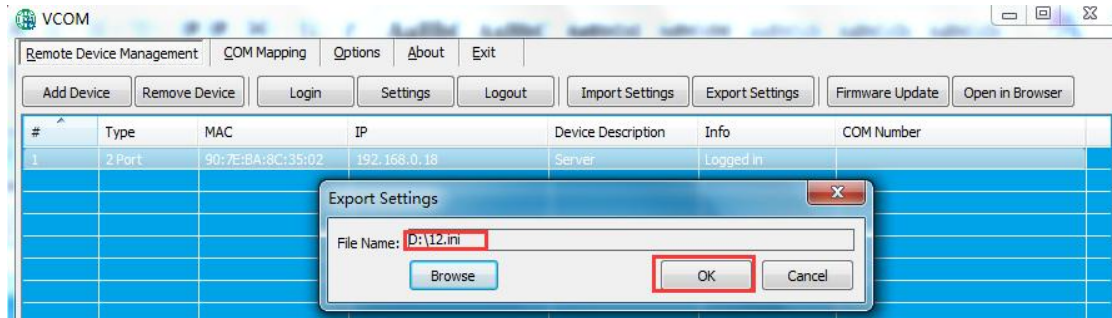 VCOM
Remote Device Management COM Mapping Options About Exit
Add Device Remove Device Login Settings Logout Import Settings Export Settings Firmware Update Open in Browser
# Type MAC IP Device Description Info COM Number
1 2 Port 90:7E:BA:8C:35:02 192.168.0.18 Server Logged in
Export Settings
File Name: D:\12.ini
Browse OK Cancel